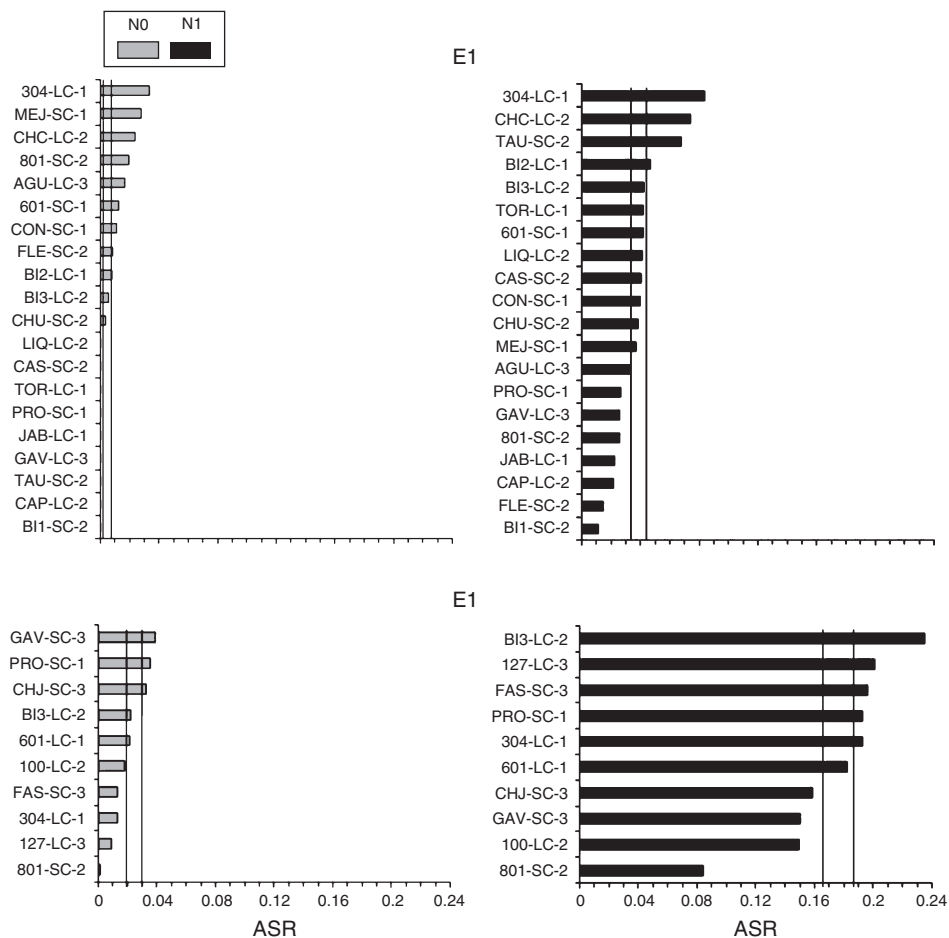 N0 N1
E1
304-LC-1
MEJ-SC-1
CHC-LC-2
801-SC-2
AGU-LC-3
601-SC-1
CON-SC-1
FLE-SC-2
BI2-LC-1
BI3-LC-2
CHU-SC-2
LIQ-LC-2
CAS-SC-2
TOR-LC-1
PRO-SC-1
JAB-LC-1
GAV-LC-3
TAU-SC-2
CAP-LC-2
BI1-SC-2
304-LC-1
CHC-LC-2
TAU-SC-2
BI2-LC-1
BI3-LC-2
TOR-LC-1
601-SC-1
LIQ-LC-2
CAS-SC-2
CON-SC-1
CHU-SC-2
MEJ-SC-1
AGU-LC-3
PRO-SC-1
GAV-LC-3
801-SC-2
JAB-LC-1
CAP-LC-2
FLE-SC-2
BI1-SC-2
E1
GAV-SC-3
PRO-SC-1
CHJ-SC-3
BI3-LC-2
601-LC-1
100-LC-2
FAS-SC-3
304-LC-1
127-LC-3
801-SC-2
0 0.04 0.08 0.12 0.16 0.2 0.24
ASR
BI3-LC-2
127-LC-3
FAS-SC-3
PRO-SC-1
304-LC-1
601-LC-1
CHJ-SC-3
GAV-SC-3
100-LC-2
801-SC-2
0 0.04 0.08 0.12 0.16 0.2 0.24
ASR